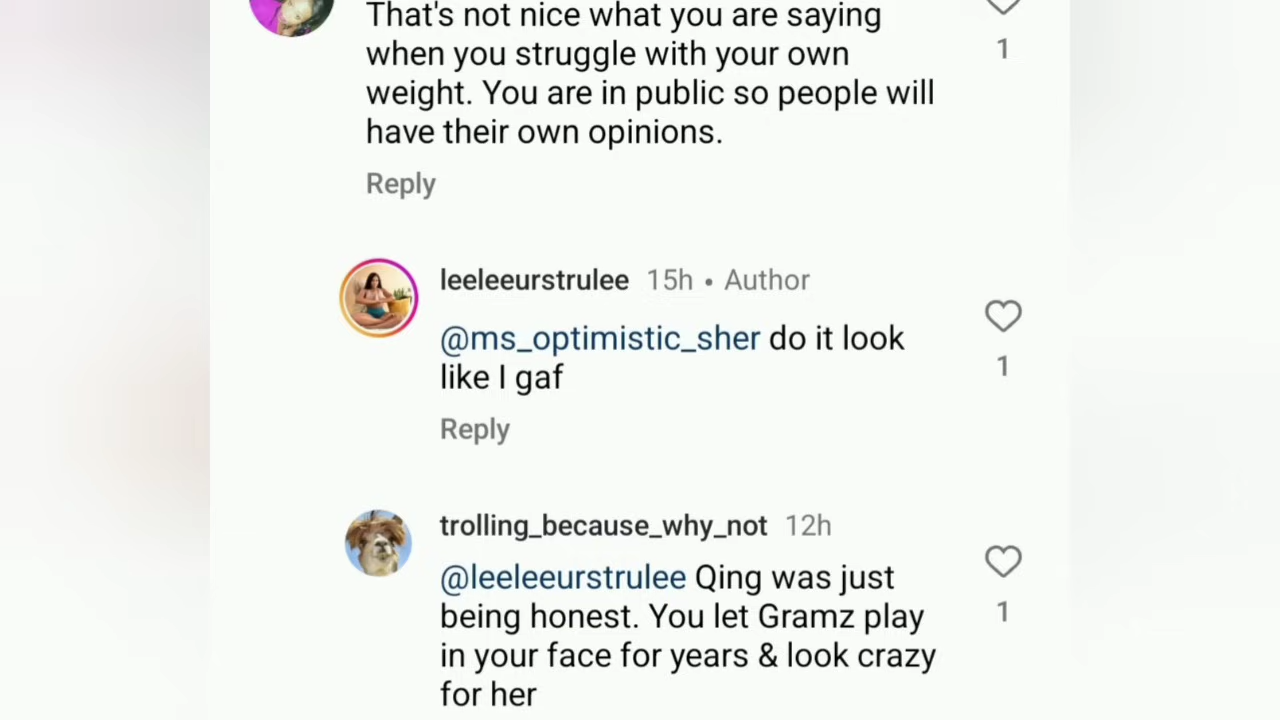 That's not nice what you are saying
when you struggle with your own
weight. You are in public so people will
have their own opinions.
1
Reply
leeleeurstrulee 15h • Author
@ms_optimistic_sher do it look
like I gaf
1
Reply
trolling_because_why_not 12h
@leeleeurstrulee Qing was just
being honest. You let Gramz play
in your face for years & look crazy
for her
1